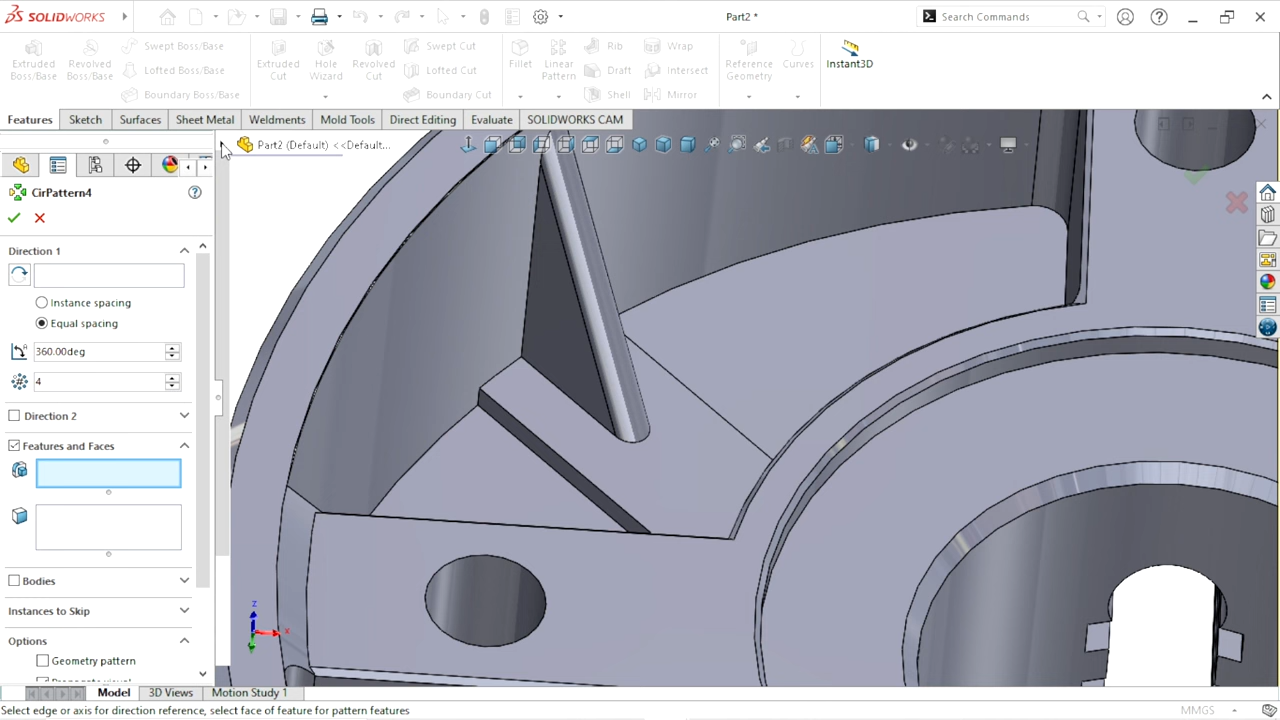 SOLIDWORKS
Part2 *
Search Commands
Extruded Boss/Base
Revolved Boss/Base
Swept Boss/Base
Lofted Boss/Base
Boundary Boss/Base
Extruded Cut
Hole Wizard
Revolved Cut
Swept Cut
Lofted Cut
Boundary Cut
Fillet
Linear Pattern
Rib
Draft
Shell
Wrap
Intersect
Mirror
Reference Geometry
Curves
Instant3D
Features
Sketch
Surfaces
Sheet Metal
Weldments
Mold Tools
Direct Editing
Evaluate
SOLIDWORKS CAM
Part2 (Default) <<Default...
CirPattern4
Direction 1
Instance spacing
Equal spacing
360.00deg
4
Direction 2
Features and Faces
Bodies
Instances to Skip
Options
Geometry pattern
z
x
Model
3D Views
Motion Study 1
Select edge or axis for direction reference, select face of feature for pattern features
MMGS